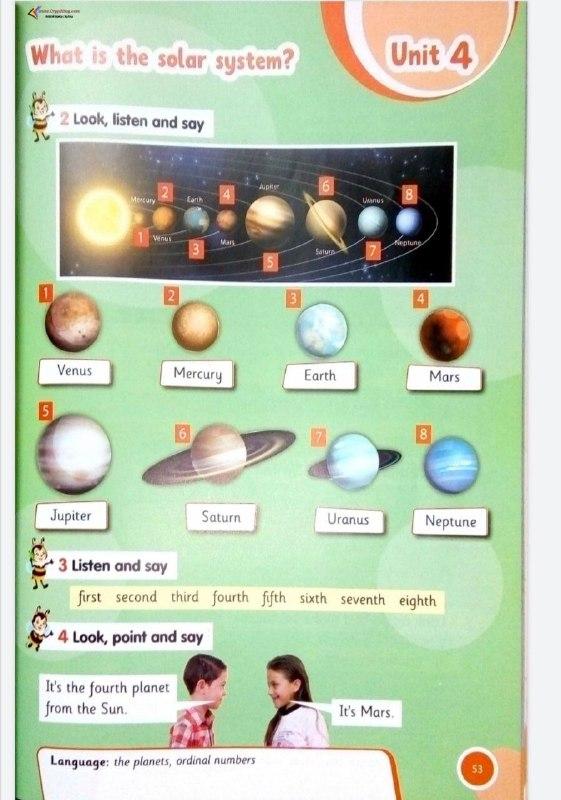 www.Cryp2Day.com
What is the solar system?
Unit 4
2 Look, listen and say
Mercury
2
Earth
4
Jupiter
6
Uranus
8
1
Venus
3
Mars
5
Saturn
7
Neptune
1
2
3
4
Venus
Mercury
Earth
Mars
5
6
7
8
Jupiter
Saturn
Uranus
Neptune
3 Listen and say
first second third fourth fifth sixth seventh eighth
4 Look, point and say
It's the fourth planet
from the Sun.
It's Mars.
Language: the planets, ordinal numbers
53